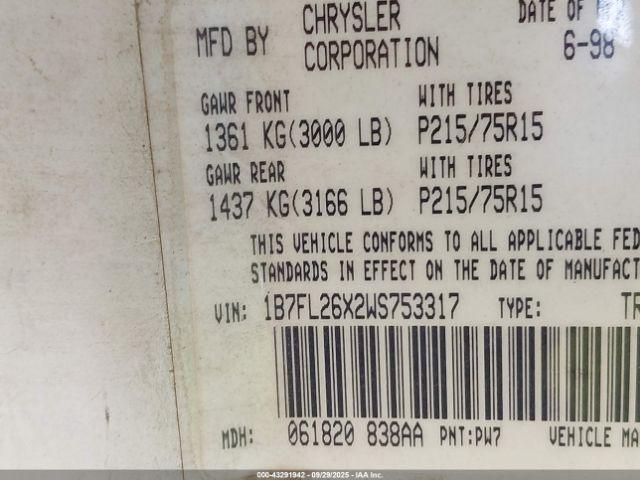 MFD BY CHRYSLER CORPORATION DATE OF
6-98
GAWR FRONT WITH TIRES
1361 KG(3000 LB) P215/75R15
GAWR REAR WITH TIRES
1437 KG(3166 LB) P215/75R15
THIS VEHICLE CONFORMS TO ALL APPLICABLE FED
STANDARDS IN EFFECT ON THE DATE OF MANUFACT
VIN: 1B7FL26X2WS753317 TYPE: TR
MDH: 061820 838AA PNT:PW7 VEHICLE MA
000-43291942 - 09/29/2025 - IAA Inc.